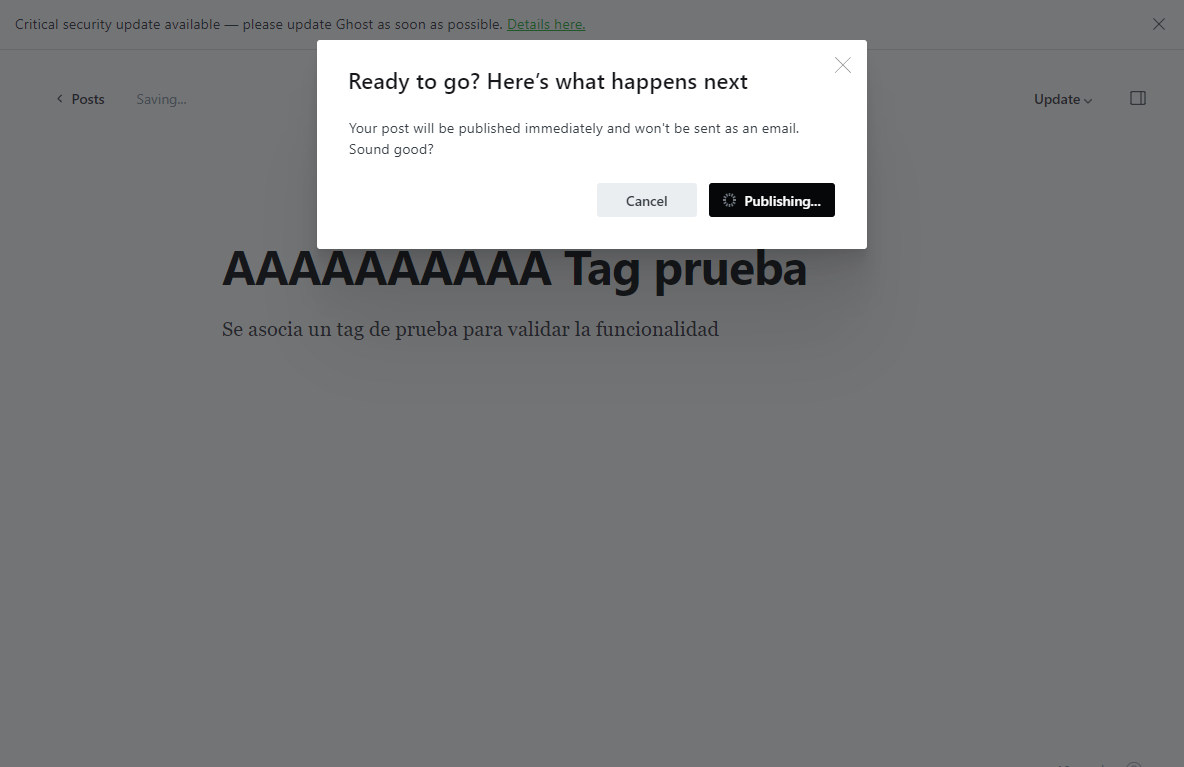 Critical security update available — please update Ghost as soon as possible. Details here.
Ready to go? Here’s what happens next
Posts
Saving...
Update
Your post will be published immediately and won't be sent as an email.
Sound good?
Cancel
Publishing...
AAAAAAAAAA Tag prueba
Se asocia un tag de prueba para validar la funcionalidad